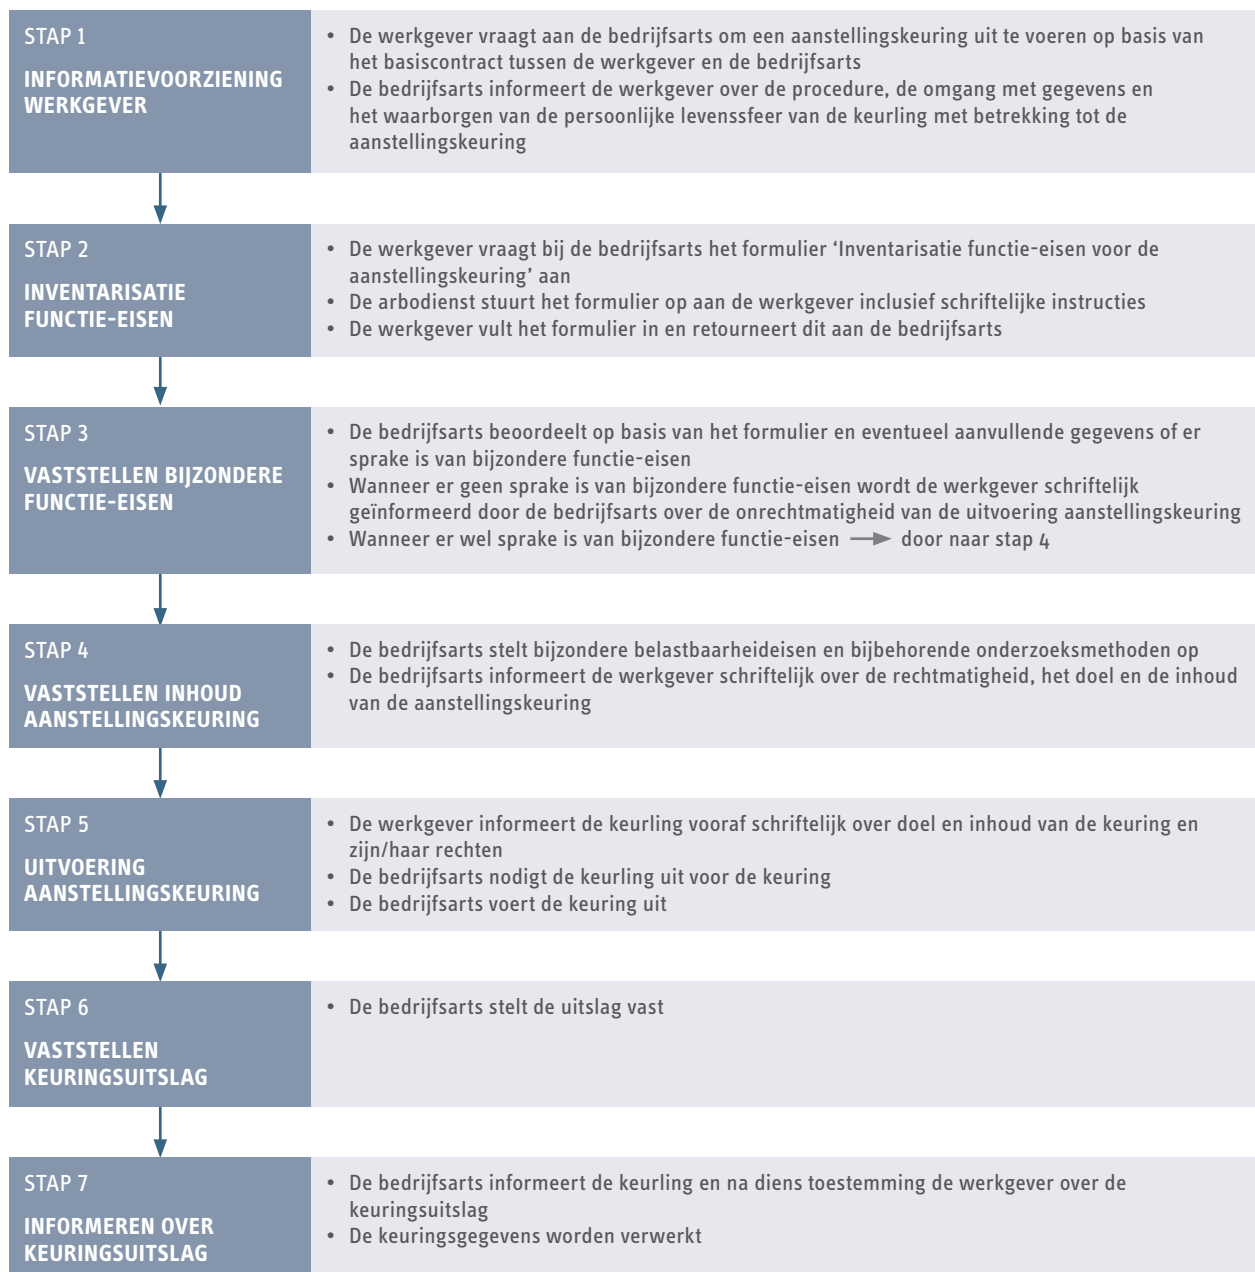 STAP 1
INFORMATIEVOORZIENING
WERKGEVER
• De werkgever vraagt aan de bedrijfsarts om een aanstellingskeuring uit te voeren op basis van
het basiscontract tussen de werkgever en de bedrijfsarts
• De bedrijfsarts informeert de werkgever over de procedure, de omgang met gegevens en
het waarborgen van de persoonlijke levenssfeer van de keurling met betrekking tot de
aanstellingskeuring
STAP 2
INVENTARISATIE
FUNCTIE-EISEN
• De werkgever vraagt bij de bedrijfsarts het formulier ‘Inventarisatie functie-eisen voor de
aanstellingskeuring’ aan
• De arbodienst stuurt het formulier op aan de werkgever inclusief schriftelijke instructies
• De werkgever vult het formulier in en retourneert dit aan de bedrijfsarts
STAP 3
VASTSTELLEN BIJZONDERE
FUNCTIE-EISEN
• De bedrijfsarts beoordeelt op basis van het formulier en eventueel aanvullende gegevens of er
sprake is van bijzondere functie-eisen
• Wanneer er geen sprake is van bijzondere functie-eisen wordt de werkgever schriftelijk
geïnformeerd door de bedrijfsarts over de onrechtmatigheid van de uitvoering aanstellingskeuring
• Wanneer er wel sprake is van bijzondere functie-eisen → door naar stap 4
STAP 4
VASTSTELLEN INHOUD
AANSTELLINGSKEURING
• De bedrijfsarts stelt bijzondere belastbaarheideisen en bijbehorende onderzoeksmethoden op
• De bedrijfsarts informeert de werkgever schriftelijk over de rechtmatigheid, het doel en de inhoud
van de aanstellingskeuring
STAP 5
UITVOERING
AANSTELLINGSKEURING
• De werkgever informeert de keurling vooraf schriftelijk over doel en inhoud van de keuring en
zijn/haar rechten
• De bedrijfsarts nodigt de keurling uit voor de keuring
• De bedrijfsarts voert de keuring uit
STAP 6
VASTSTELLEN
KEURINGSUITSLAG
• De bedrijfsarts stelt de uitslag vast
STAP 7
INFORMEREN OVER
KEURINGSUITSLAG
• De bedrijfsarts informeert de keurling en na diens toestemming de werkgever over de
keuringsuitslag
• De keuringsgegevens worden verwerkt